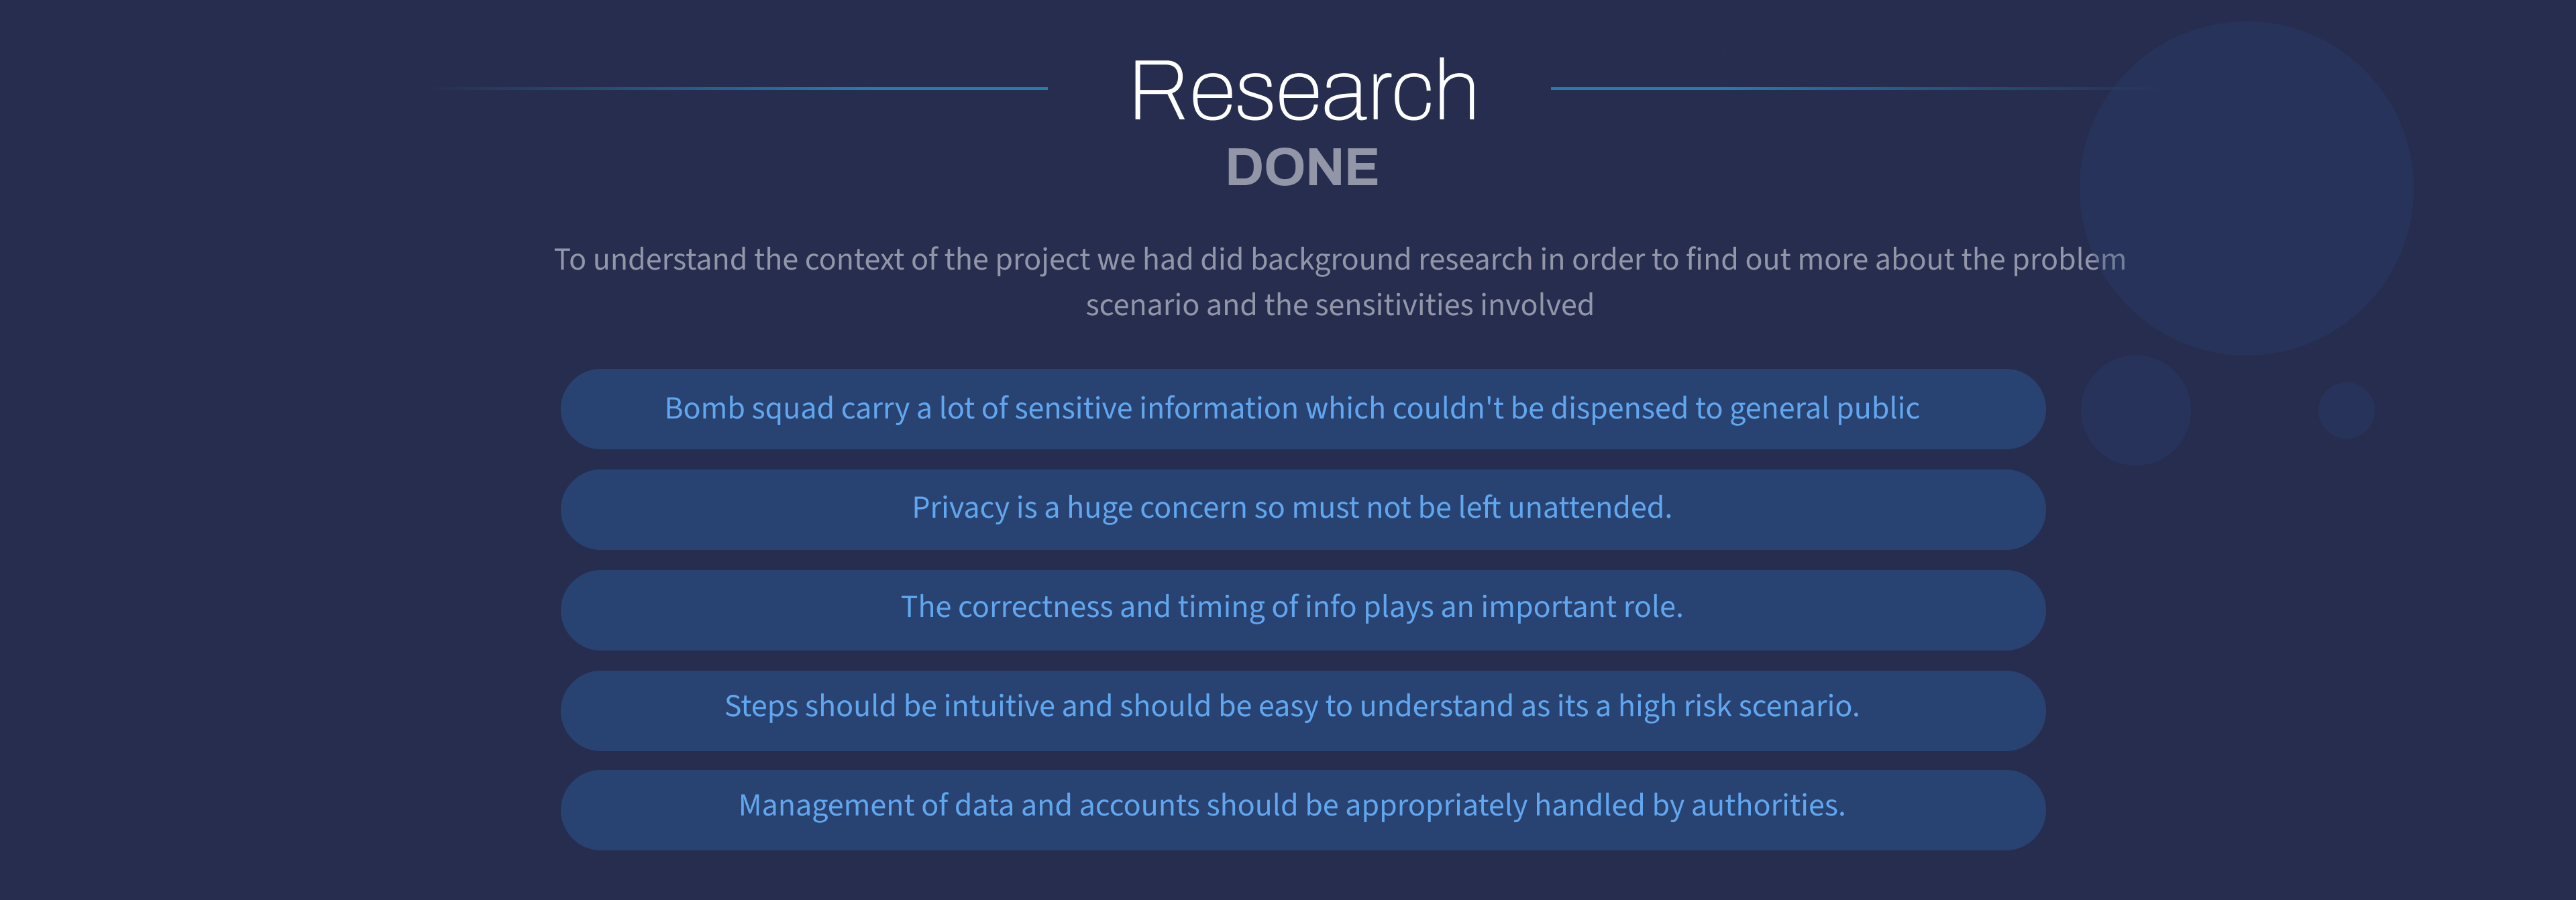 Research
DONE
To understand the context of the project we had did background research in order to find out more about the problem
scenario and the sensitivities involved
Bomb squad carry a lot of sensitive information which couldn't be dispensed to general public
Privacy is a huge concern so must not be left unattended.
The correctness and timing of info plays an important role.
Steps should be intuitive and should be easy to understand as its a high risk scenario.
Management of data and accounts should be appropriately handled by authorities.